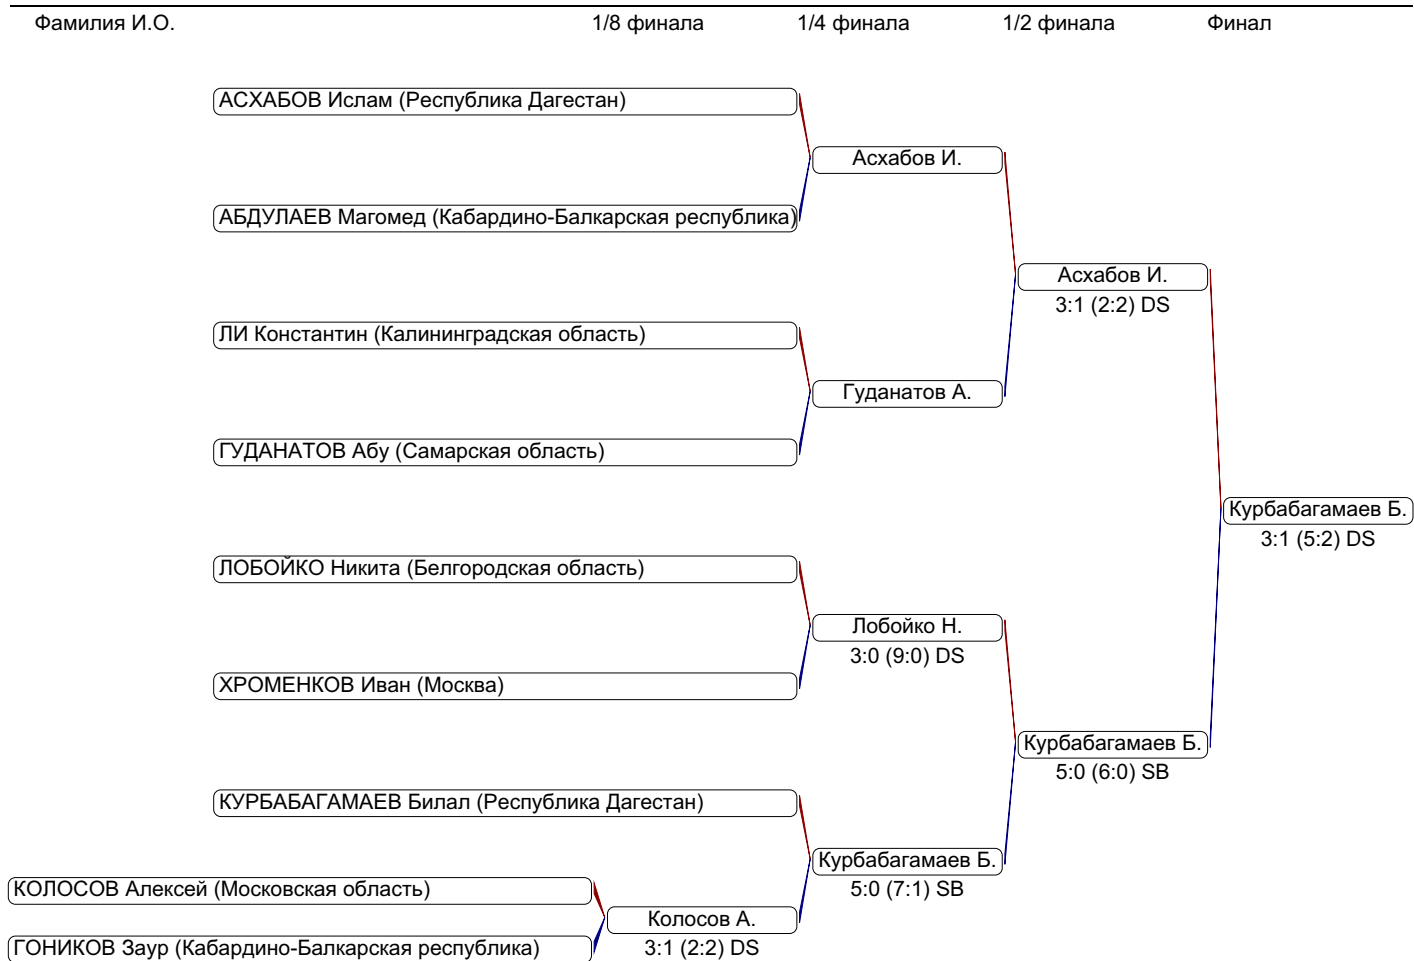 Фамилия И.О. 1/8 финала 1/4 финала 1/2 финала Финал
АСХАБОВ Ислам (Республика Дагестан)
Асхабов И.
АБДУЛАЕВ Магомед (Кабардино-Балкарская республика)
Асхабов И.
3:1 (2:2) DS
ЛИ Константин (Калининградская область)
Гуданатов А.
ГУДАНАТОВ Абу (Самарская область)
Курбабагамаев Б.
3:1 (5:2) DS
ЛОБОЙКО Никита (Белгородская область)
Лобойко Н.
3:0 (9:0) DS
ХРОМЕНКОВ Иван (Москва)
Курбабагамаев Б.
5:0 (6:0) SB
КУРБАБАГАМАЕВ Билал (Республика Дагестан)
Курбабагамаев Б.
5:0 (7:1) SB
КОЛОСОВ Алексей (Московская область)
Колосов А.
3:1 (2:2) DS
ГОНИКОВ Заур (Кабардино-Балкарская республика)